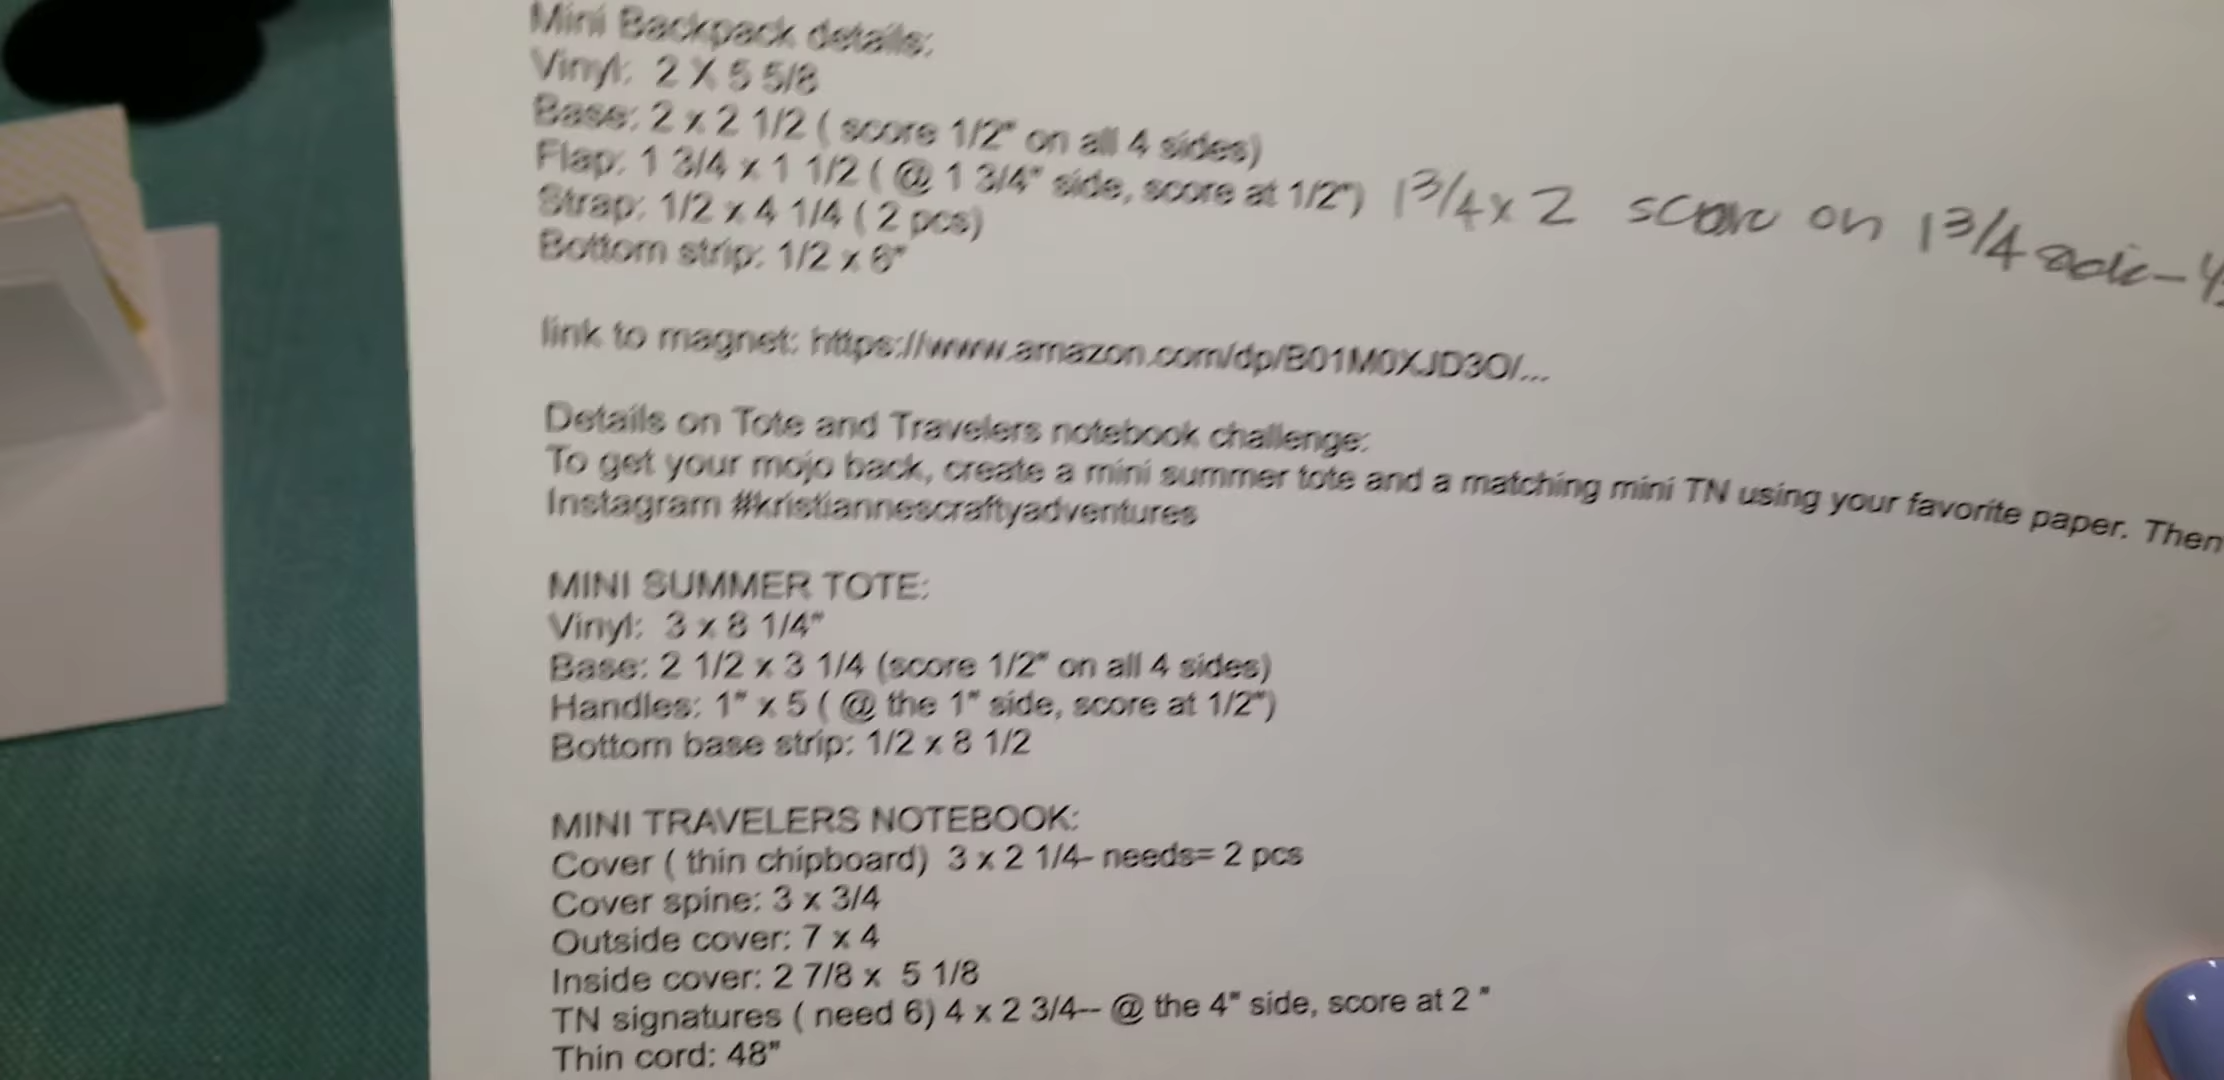 Mini Backpack details:
Vinyl: 2 X 5 5/8
Base: 2 x 2 1/2 ( score 1/2" on all 4 sides)
Flap: 1 3/4 x 1 1/2 ( @ 1 3/4" side, score at 1/2") 1 3/4 x 2 score on 1 3/4 side -
Strap: 1/2 x 4 1/4 ( 2 pcs)
Bottom strip: 1/2 x 6"
link to magnet: https://www.amazon.com/dp/B01M0XJD3O/...
Details on Tote and Travelers notebook challenge:
To get your mojo back, create a mini summer tote and a matching mini TN using your favorite paper. Then
Instagram #kristiannescraftyadventures
MINI SUMMER TOTE:
Vinyl: 3 x 8 1/4"
Base: 2 1/2 x 3 1/4 (score 1/2" on all 4 sides)
Handles: 1" x 5 ( @ the 1" side, score at 1/2")
Bottom base strip: 1/2 x 8 1/2
MINI TRAVELERS NOTEBOOK:
Cover ( thin chipboard) 3 x 2 1/4- needs= 2 pcs
Cover spine: 3 x 3/4
Outside cover: 7 x 4
Inside cover: 2 7/8 x 5 1/8
TN signatures ( need 6) 4 x 2 3/4-- @ the 4" side, score at 2 "
Thin cord: 48"